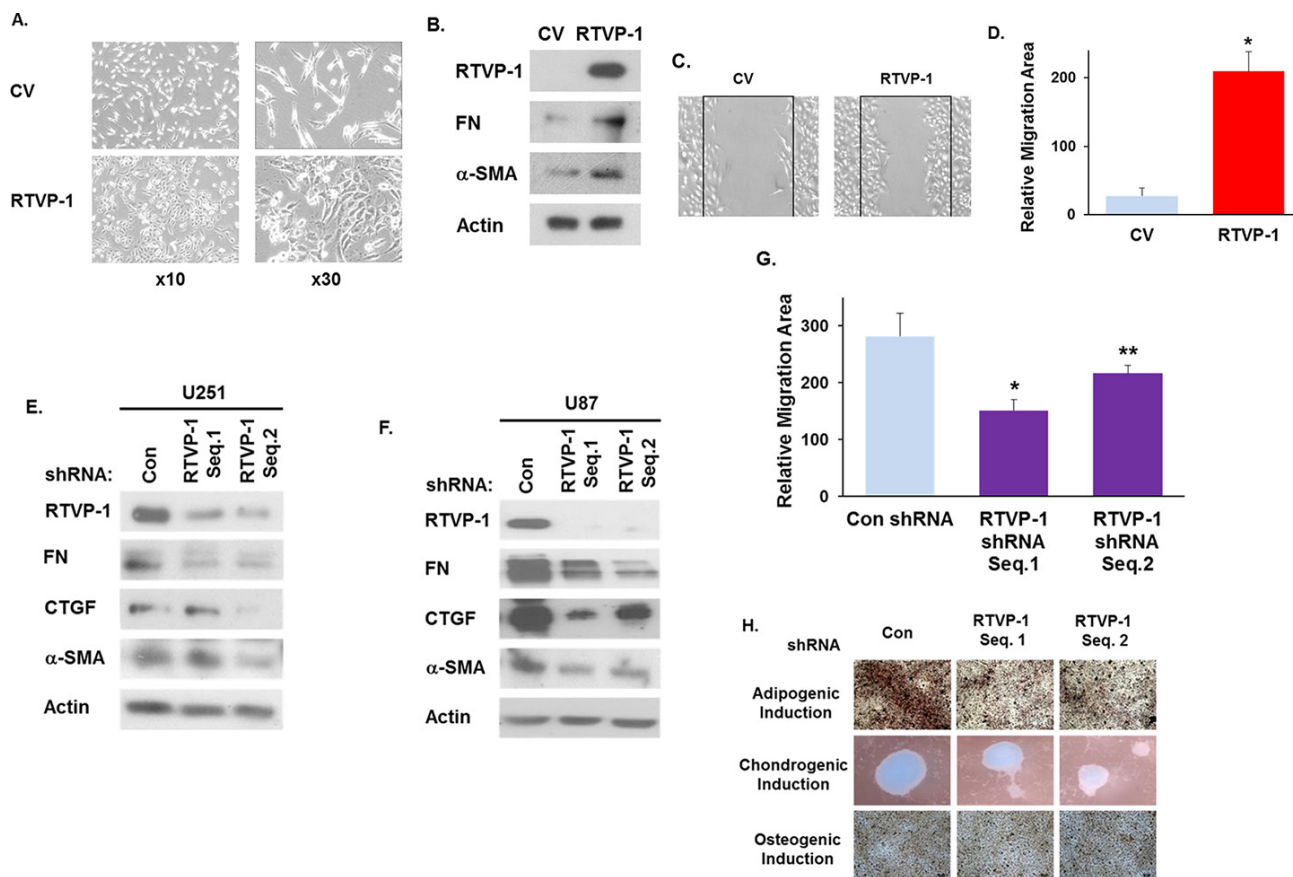 A.
CV
RTVP-1
x10
x30
B.
CV RTVP-1
RTVP-1
FN
α-SMA
Actin
C.
CV
RTVP-1
D.
Relative Migration Area
200
100
0
*
CV
RTVP-1
E.
U251
shRNA:
Con
RTVP-1
Seq.1
RTVP-1
Seq.2
RTVP-1
FN
CTGF
α-SMA
Actin
F.
U87
shRNA:
Con
RTVP-1
Seq.1
RTVP-1
Seq.2
RTVP-1
FN
CTGF
α-SMA
Actin
G.
Relative Migration Area
300
200
100
0
*
**
Con shRNA
RTVP-1
shRNA
Seq.1
RTVP-1
shRNA
Seq.2
H.
shRNA
Con
RTVP-1
Seq. 1
RTVP-1
Seq. 2
Adipogenic
Induction
Chondrogenic
Induction
Osteogenic
Induction